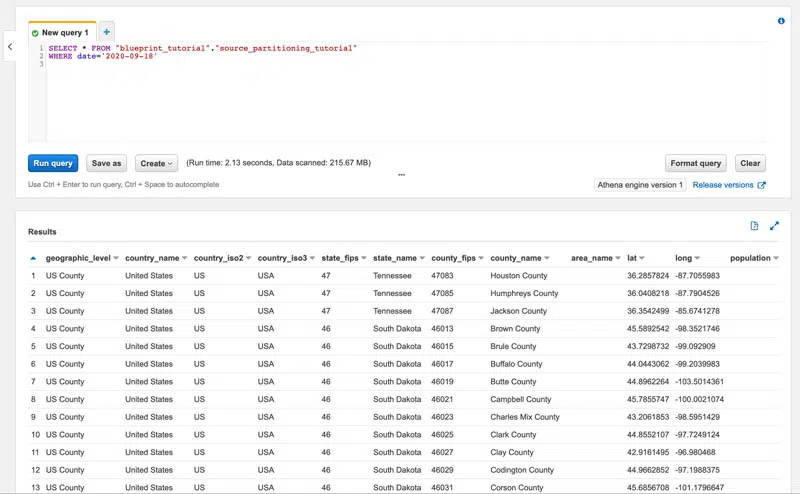 New query 1
+
1 SELECT * FROM "blueprint_tutorial"."source_partitioning_tutorial"
2 WHERE date='2020-09-18'
3
Run query Save as Create (Run time: 2.13 seconds, Data scanned: 215.67 MB) Format query Clear
Use Ctrl + Enter to run query, Ctrl + Space to autocomplete Athena engine version 1 Release versions
Results
geographic_level country_name country_iso2 country_iso3 state_fips state_name county_fips county_name area_name lat long population
1 US County United States US USA 47 Tennessee 47083 Houston County 36.2857824 -87.7055983
2 US County United States US USA 47 Tennessee 47085 Humphreys County 36.0408218 -87.7904526
3 US County United States US USA 47 Tennessee 47087 Jackson County 36.3542499 -85.6741278
4 US County United States US USA 46 South Dakota 46013 Brown County 45.5892542 -98.3521746
5 US County United States US USA 46 South Dakota 46015 Brule County 43.7298732 -99.092909
6 US County United States US USA 46 South Dakota 46017 Buffalo County 44.0443062 -99.2039983
7 US County United States US USA 46 South Dakota 46019 Butte County 44.8962264 -103.5014361
8 US County United States US USA 46 South Dakota 46021 Campbell County 45.7855747 -100.0021074
9 US County United States US USA 46 South Dakota 46023 Charles Mix County 43.2061853 -98.5951429
10 US County United States US USA 46 South Dakota 46025 Clark County 44.8552107 -97.7249124
11 US County United States US USA 46 South Dakota 46027 Clay County 42.9161495 -96.980468
12 US County United States US USA 46 South Dakota 46029 Codington County 44.9662852 -97.1988375
13 US County United States US USA 46 South Dakota 46031 Corson County 45.6856708 -101.1796647